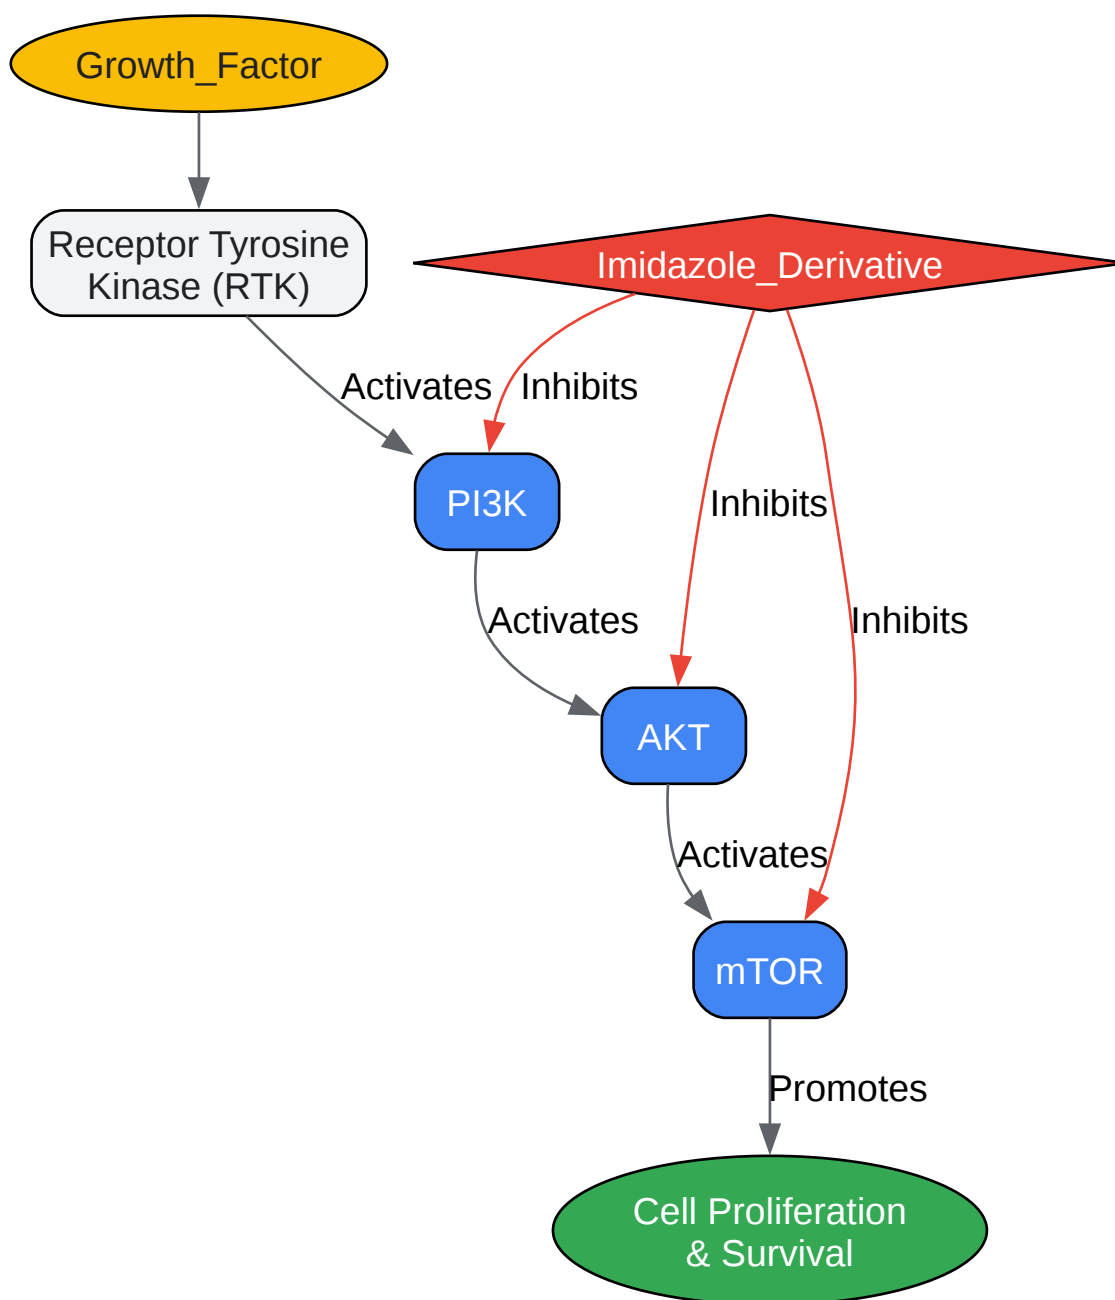 Growth_Factor
Receptor Tyrosine
Kinase (RTK)
Imidazole_Derivative
Activates
Inhibits
PI3K
Inhibits
Activates
Inhibits
AKT
Activates
mTOR
Promotes
Cell Proliferation
& Survival